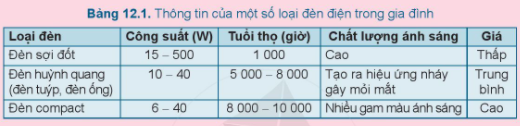 Bảng 12.1. Thông tin của một số loại đèn điện trong gia đình
Loại đèn Công suất (W) Tuổi thọ (giờ) Chất lượng ánh sáng Giá
Đèn sợi đốt 15 – 500 1 000 Cao Thấp
Đèn huỳnh quang 10 – 40 5 000 – 8 000 Tạo ra hiệu ứng nháy Trung
(đèn tuýp, đèn ống) gây mỏi mắt bình
Đèn compact 6 – 40 8 000 – 10 000 Nhiều gam màu ánh sáng Cao